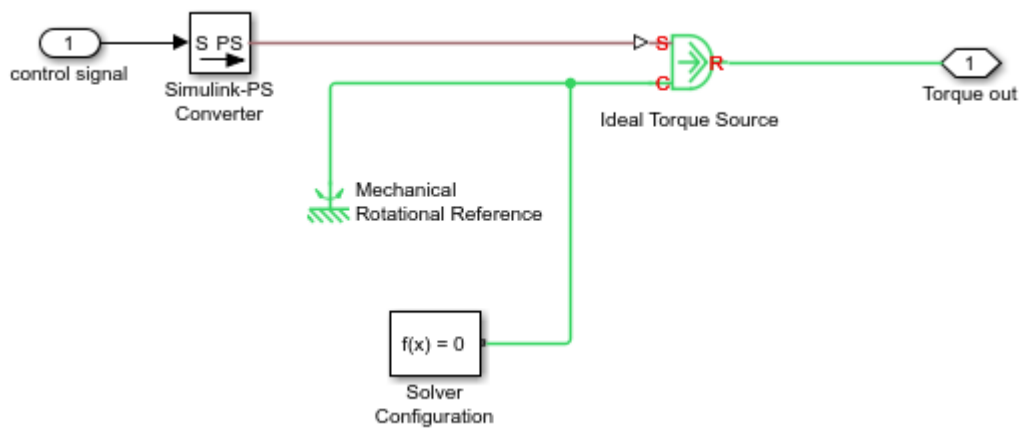 1
control signal
S PS
Simulink-PS
Converter
S
C
R
Ideal Torque Source
1
Torque out
Mechanical
Rotational Reference
f(x) = 0
Solver
Configuration